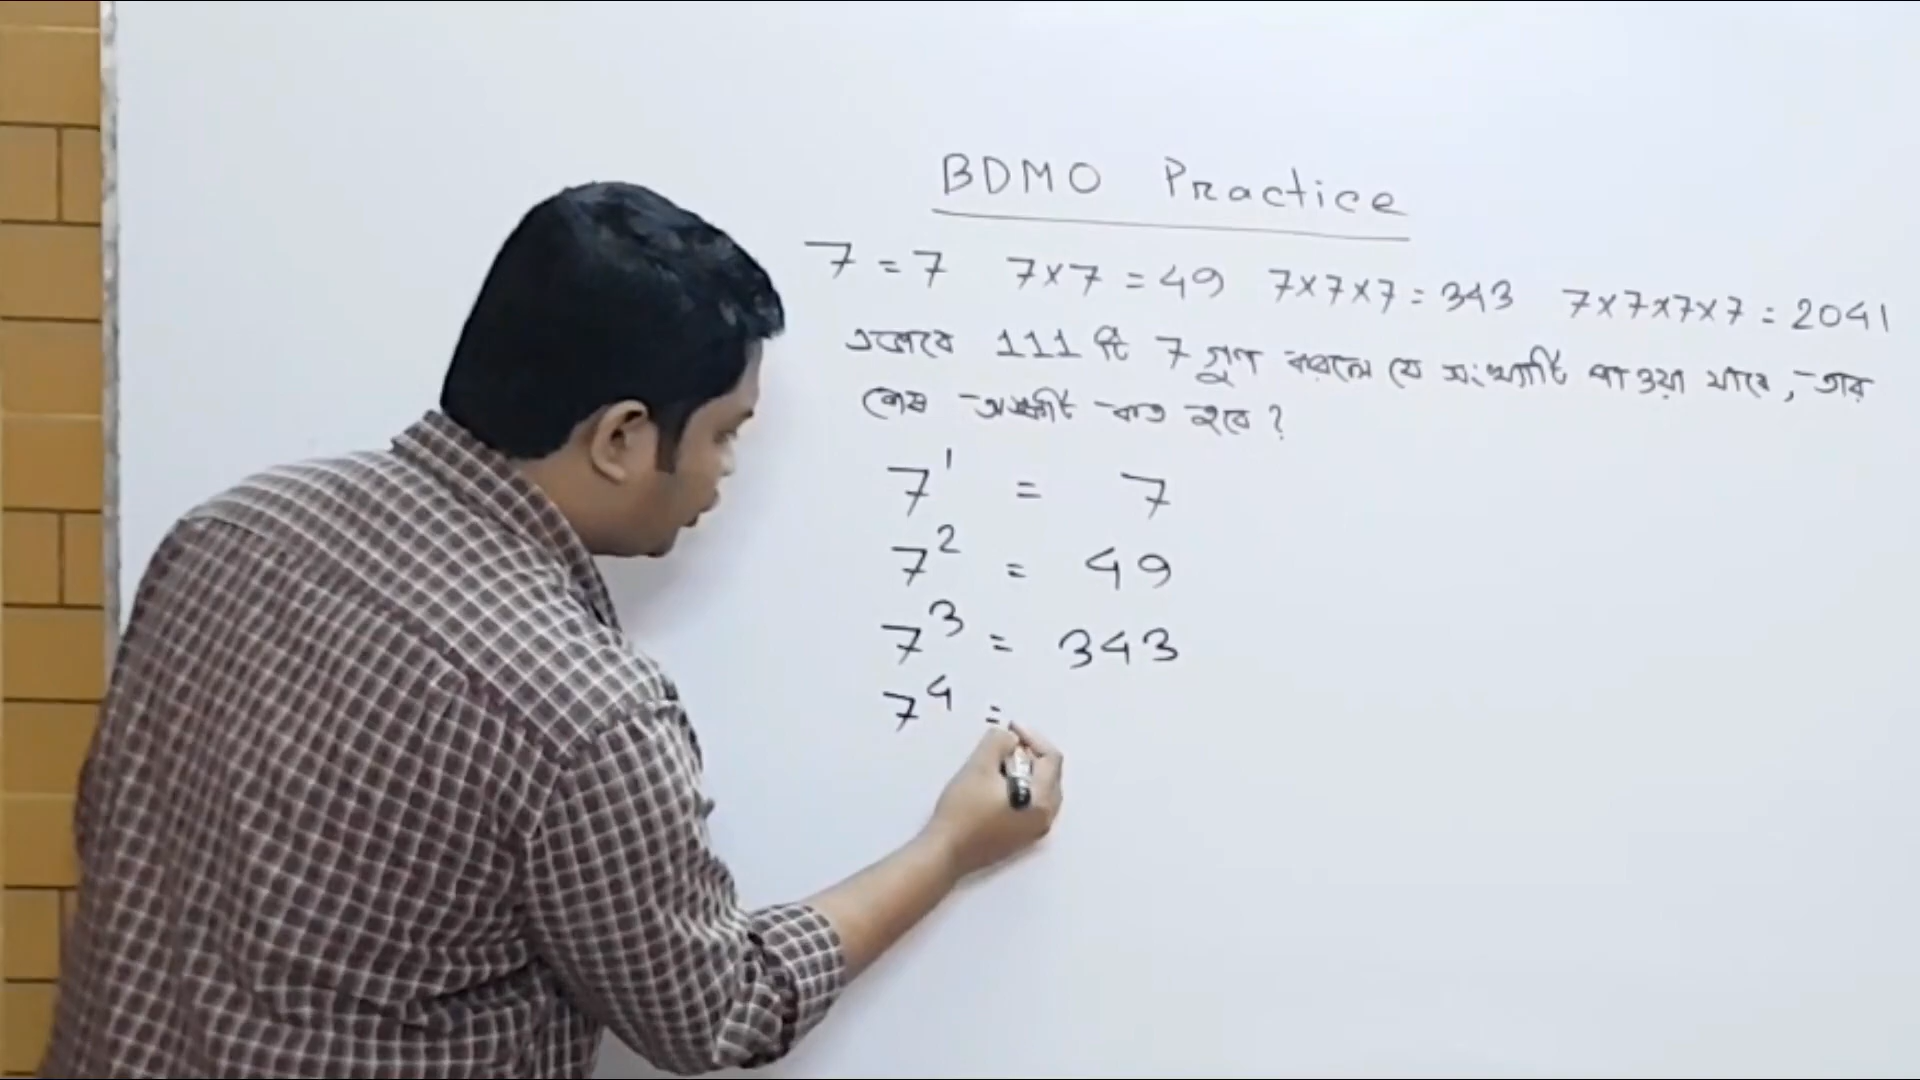 BDMO Practice
7 = 7 7×7 = 49 7×7×7 = 343 7×7×7×7 = 2041
এভাবে 111 টি 7 গুণ করলে যে সংখ্যাটি পাওয়া যাবে, তার
শেষ অঙ্কটি কত হবে?
7¹ = 7
7² = 49
7³ = 343
7⁴ =